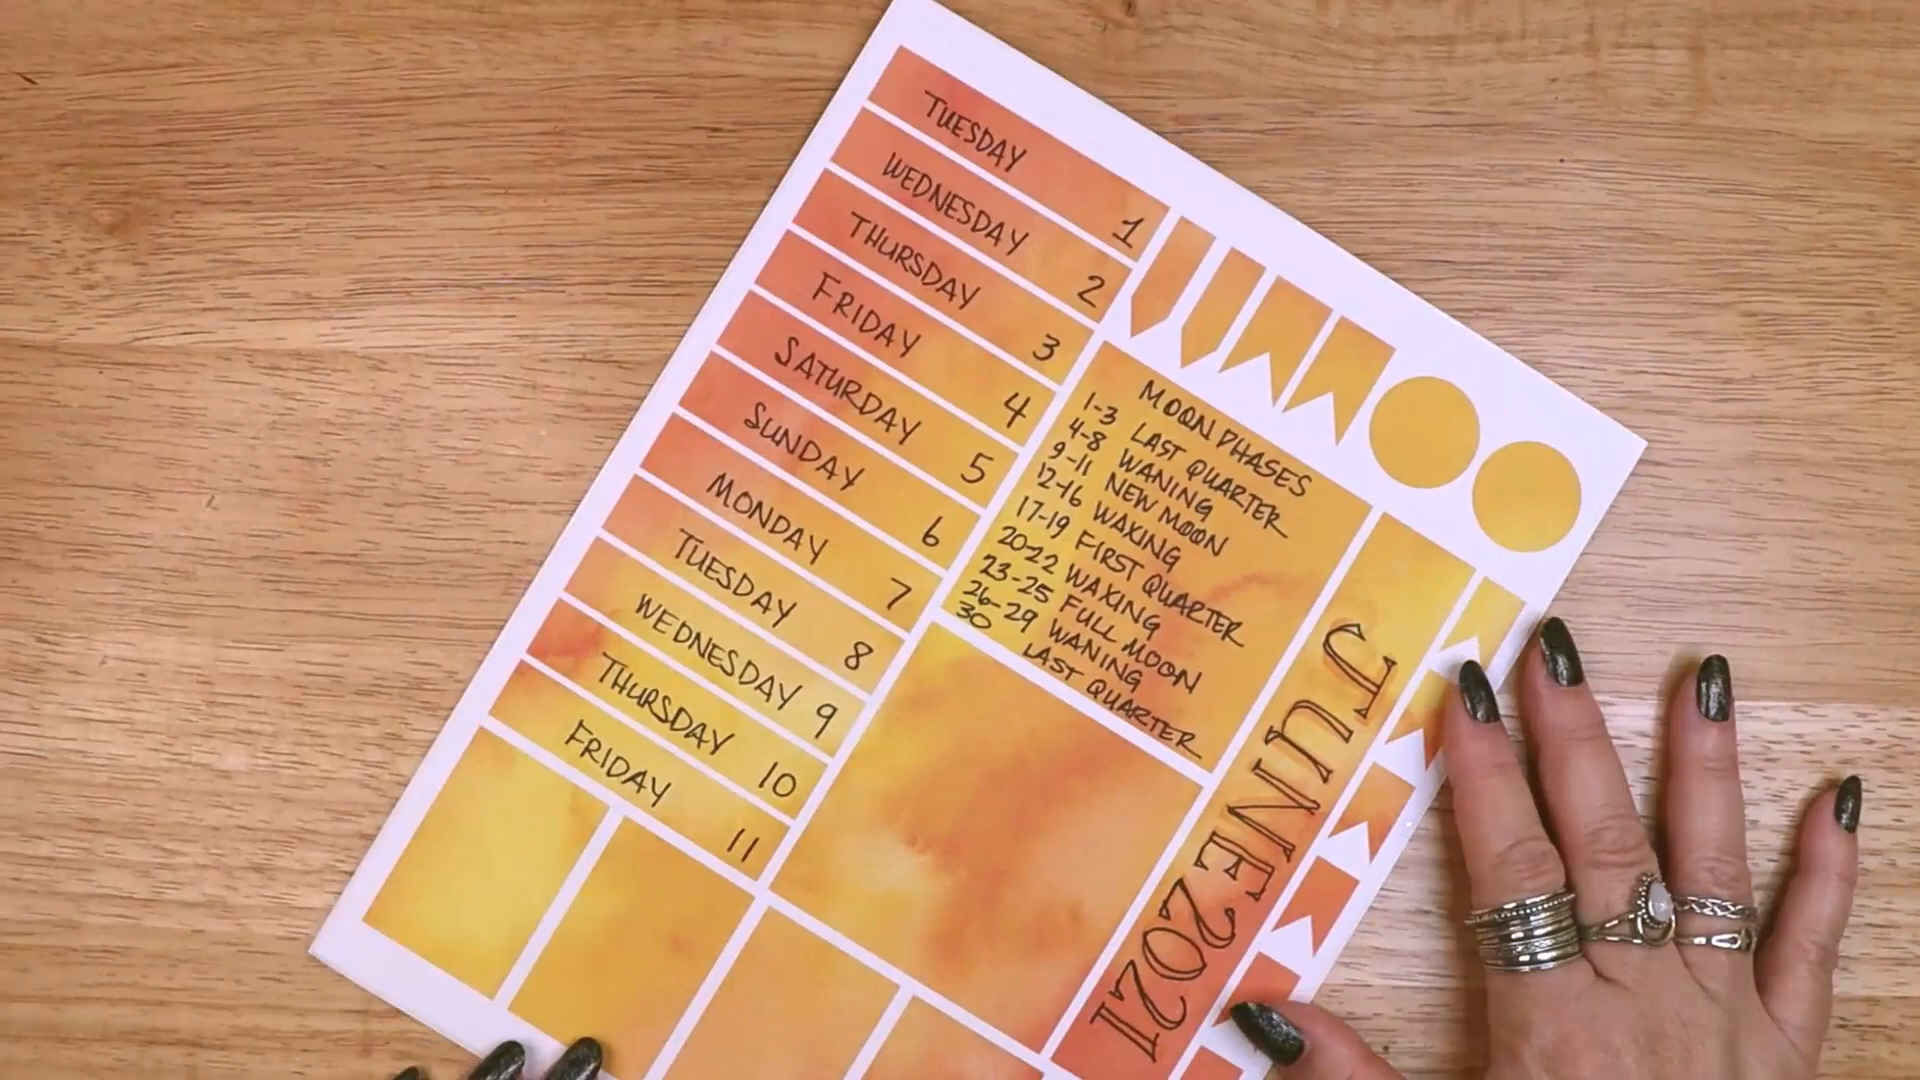 TUESDAY 1
WEDNESDAY 2
THURSDAY 3
FRIDAY 4
SATURDAY 5
SUNDAY 6
MONDAY 7
TUESDAY 8
WEDNESDAY 9
THURSDAY 10
FRIDAY 11
MOON PHASES
1-3 LAST QUARTER
4-8 WANING
9-11 NEW MOON
12-16 WAXING
17-19 FIRST QUARTER
20-22 WAXING
23-25 FULL MOON
26-29 WANING
30 LAST QUARTER
JUNE 2021